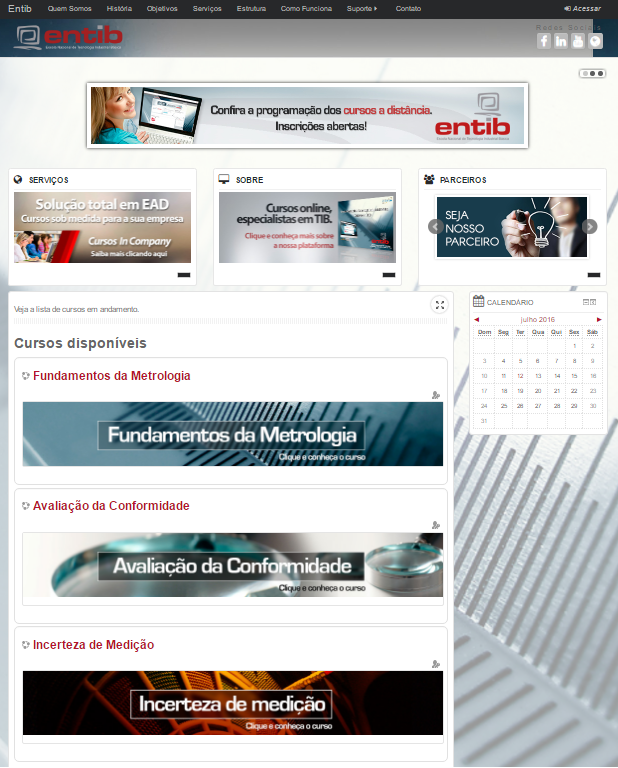 Entib Quem Somos História Objetivos Serviços Estrutura Como Funciona Suporte Contato Acessar
entib
Redes Sociais
Confira a programação dos cursos a distância.
Inscrições abertas!
entib
SERVIÇOS
Solução total em EAD
Cursos sob medida para a sua empresa
Cursos In Company
Saiba mais clicando aqui
SOBRE
Cursos online,
especialistas em TIB.
Clique e conheça mais sobre
a nossa plataforma
PARCEIROS
SEJA
NOSSO
PARCEIRO
Veja a lista de cursos em andamento.
Cursos disponíveis
Fundamentos da Metrologia
Fundamentos da Metrologia
Clique e conheça o curso
Avaliação da Conformidade
Avaliação da Conformidade
Clique e conheça o curso
Incerteza de Medição
Incerteza de medição
Clique e conheça o curso
CALENDÁRIO
julho 2016
Dom Seg Ter Qua Qui Sex Sáb
1 2
3 4 5 6 7 8 9
10 11 12 13 14 15 16
17 18 19 20 21 22 23
24 25 26 27 28 29 30
31